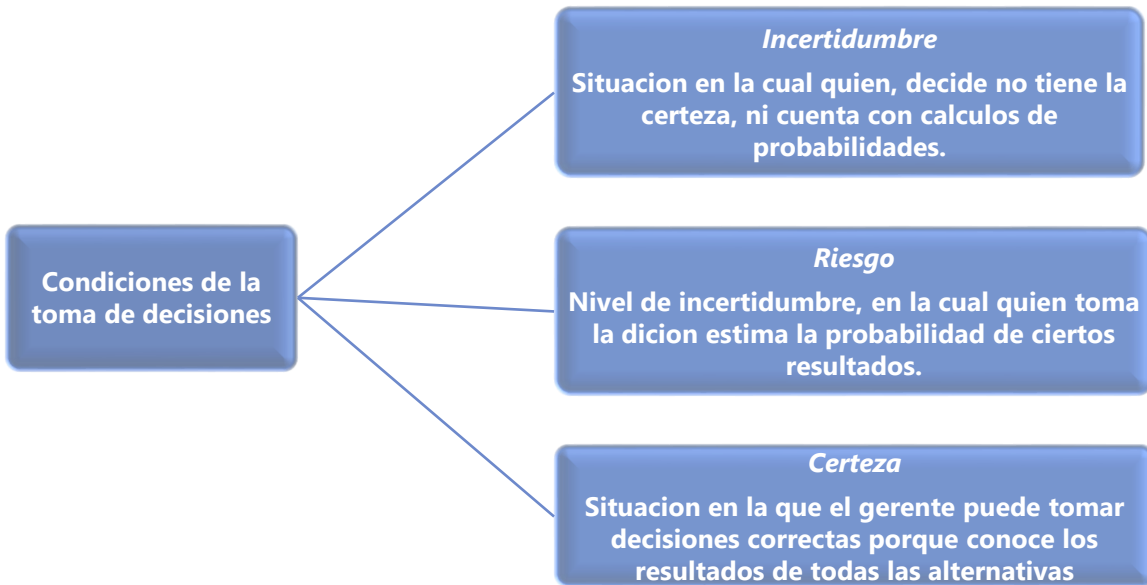 Condiciones de la
toma de decisiones
Incertidumbre
Situacion en la cual quien, decide no tiene la
certeza, ni cuenta con calculos de
probabilidades.
Riesgo
Nivel de incertidumbre, en la cual quien toma
la dicion estima la probabilidad de ciertos
resultados.
Certeza
Situacion en la que el gerente puede tomar
decisiones correctas porque conoce los
resultados de todas las alternativas